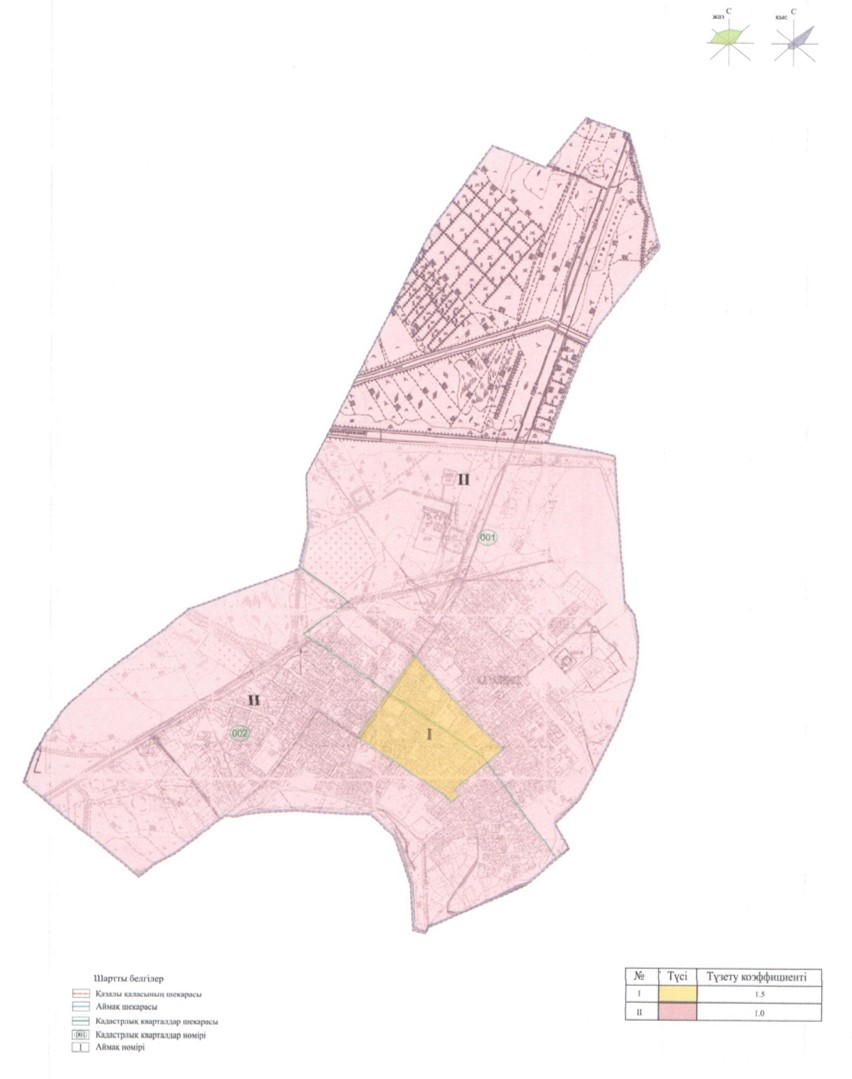 жаз С қыс С
II
001
II
002
I
Шартты белгілер
Қазалы қаласының шекарасы
Аймақ шекарасы
Кадастрлық кварталдар шекарасы
001 Кадастрлық кварталдар нөмірі
I Аймақ нөмірі
№ Түсі Түзету коэффициенті
I 1.5
II 1.0